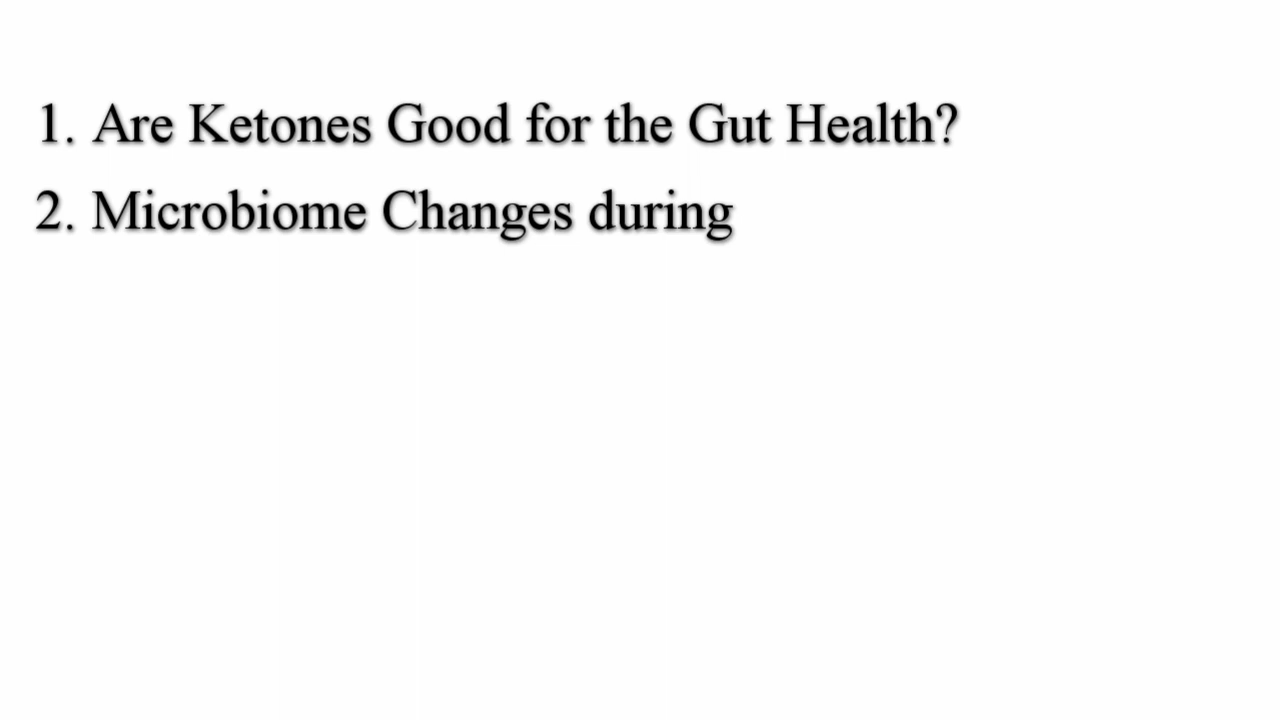 1. Are Ketones Good for the Gut Health?
2. Microbiome Changes during